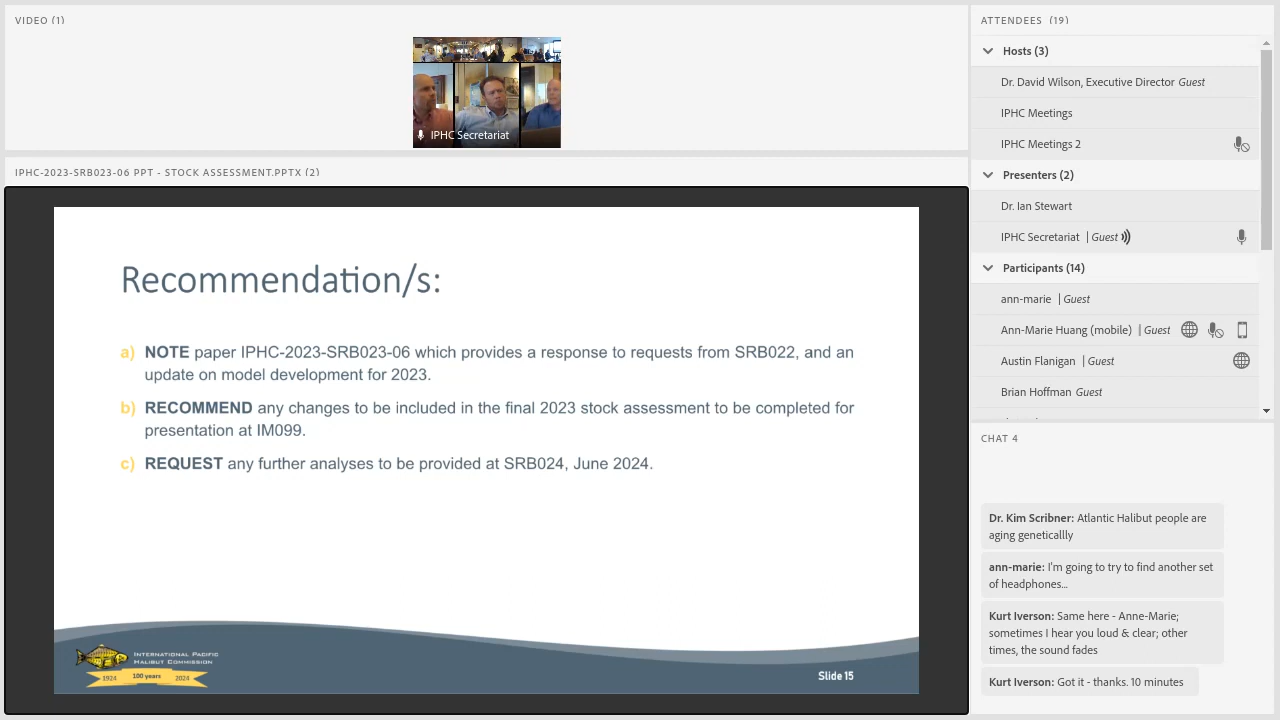 VIDEO (1)
IPHC Secretariat
IPHC-2023-SRB023-06 PPT - STOCK ASSESSMENT.PPTX (2)
Recommendation/s:
a) NOTE paper IPHC-2023-SRB023-06 which provides a response to requests from SRB022, and an
update on model development for 2023.
b) RECOMMEND any changes to be included in the final 2023 stock assessment to be completed for
presentation at IM099.
c) REQUEST any further analyses to be provided at SRB024, June 2024.
INTERNATIONAL PACIFIC
HALIBUT COMMISSION
1924 100 years 2024
Slide 15
ATTENDEES (19)
Hosts (3)
Dr. David Wilson, Executive Director Guest
IPHC Meetings
IPHC Meetings 2
Presenters (2)
Dr. Ian Stewart
IPHC Secretariat | Guest
Participants (14)
ann-marie | Guest
Ann-Marie Huang (mobile) | Guest
Austin Flanigan | Guest
Brian Hoffman Guest
CHAT 4
Dr. Kim Scribner: Atlantic Halibut people are
aging geneticallly
ann-marie: I'm going to try to find another set
of headphones...
Kurt Iverson: Same here - Anne-Marie;
sometimes I hear you loud & clear; other
times, the sound fades
Kurt Iverson: Got it - thanks. 10 minutes